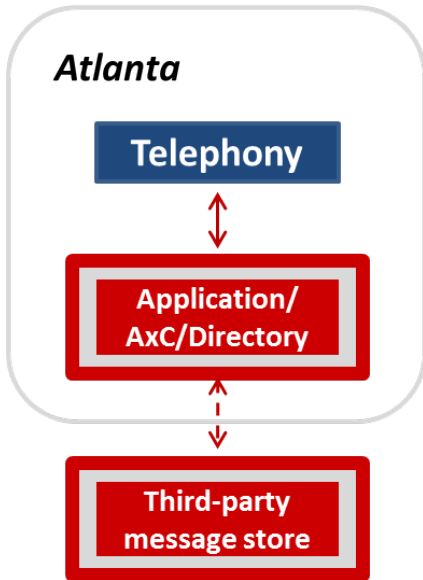 Atlanta
Telephony
Application/
AxC/Directory
Third-party
message store